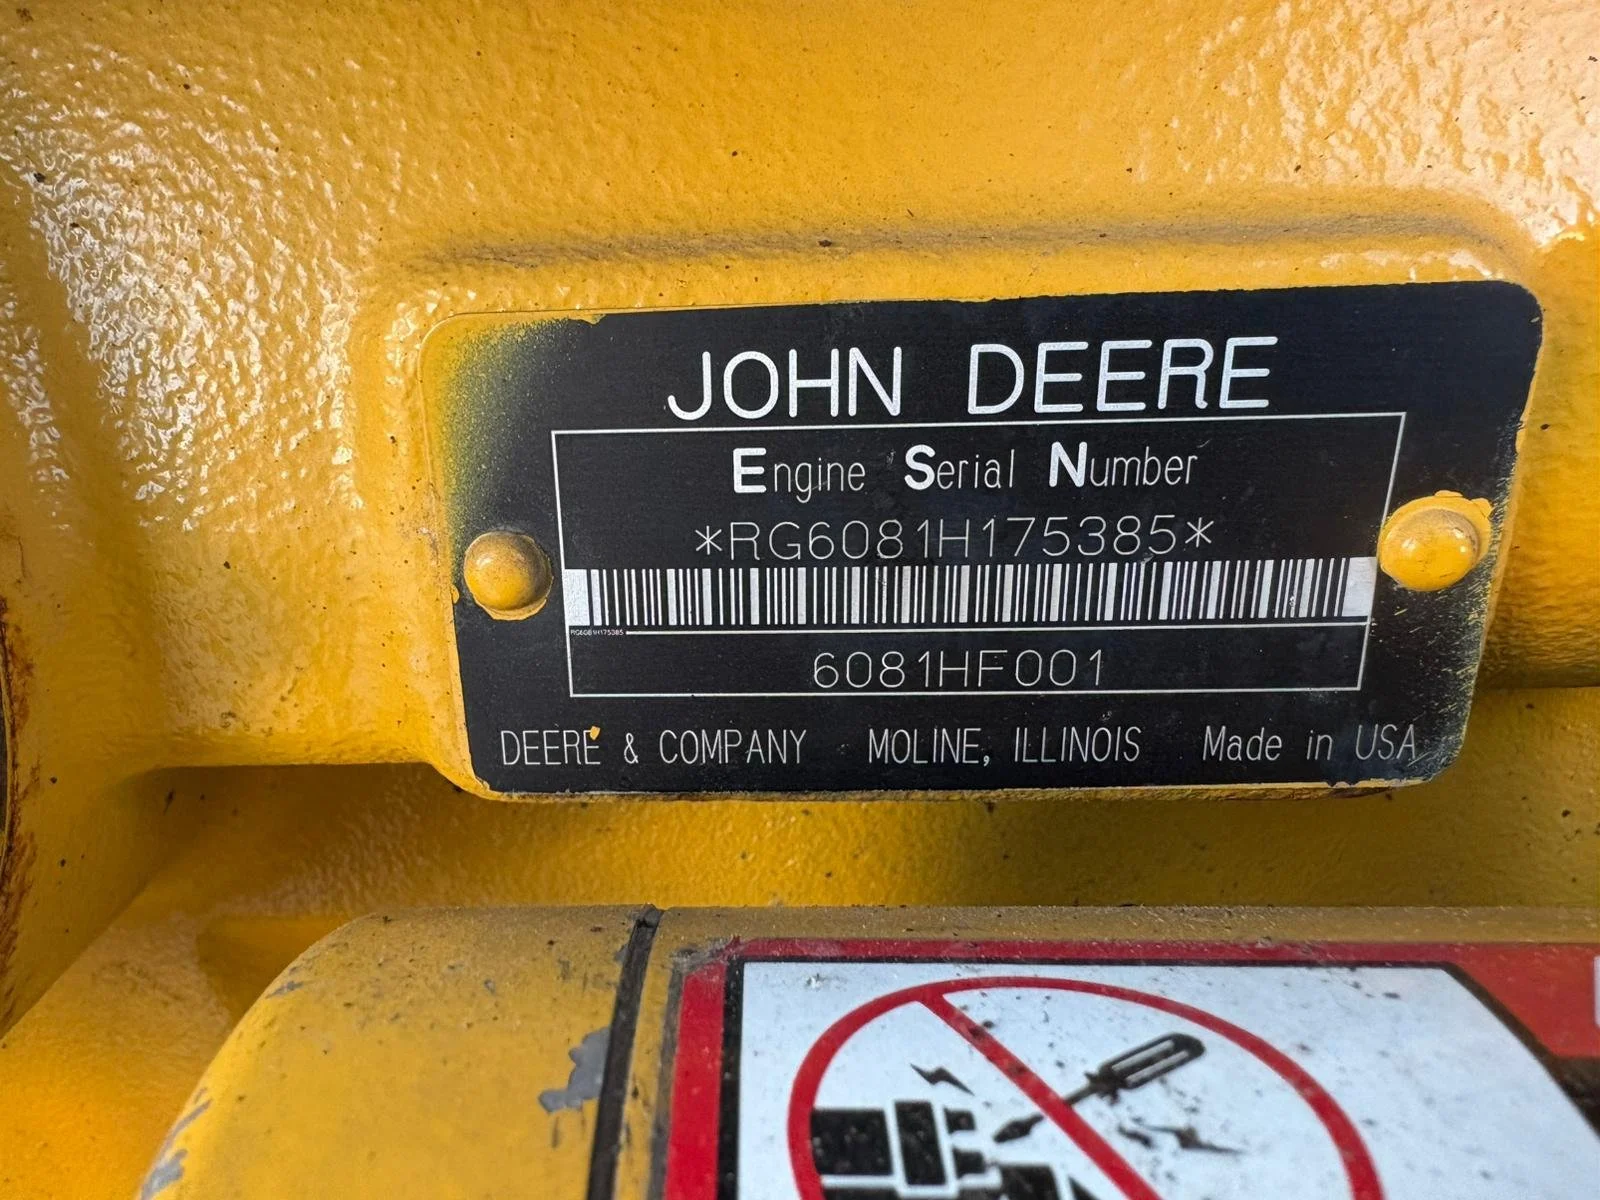 JOHN DEERE
Engine Serial Number
*RG6081H175385*
RG6081H175385
6081HF001
DEERE & COMPANY MOLINE, ILLINOIS Made in USA